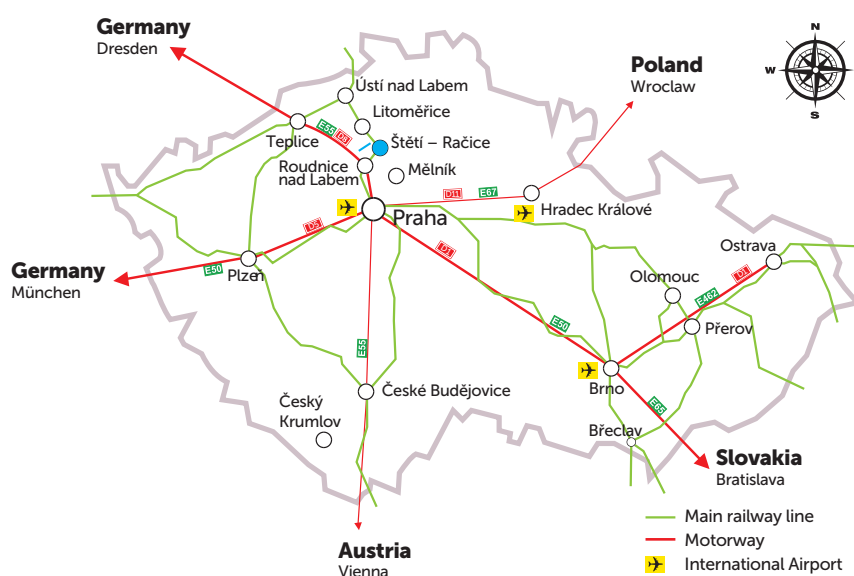 Germany
Dresden
N
W
E
S
Poland
Wroclaw
Ústí nad Labem
Litoměřice
E55
D8
Teplice
Štětí – Račice
Roudnice
nad Labem
Mělník
D11
E67
Hradec Králové
Praha
D5
D1
Ostrava
Germany
München
E50
Plzeň
Olomouc
D1
E462
Přerov
E50
E55
Brno
České Budějovice
Český
Krumlov
E65
Břeclav
Slovakia
Bratislava
Main railway line
Motorway
International Airport
Austria
Vienna